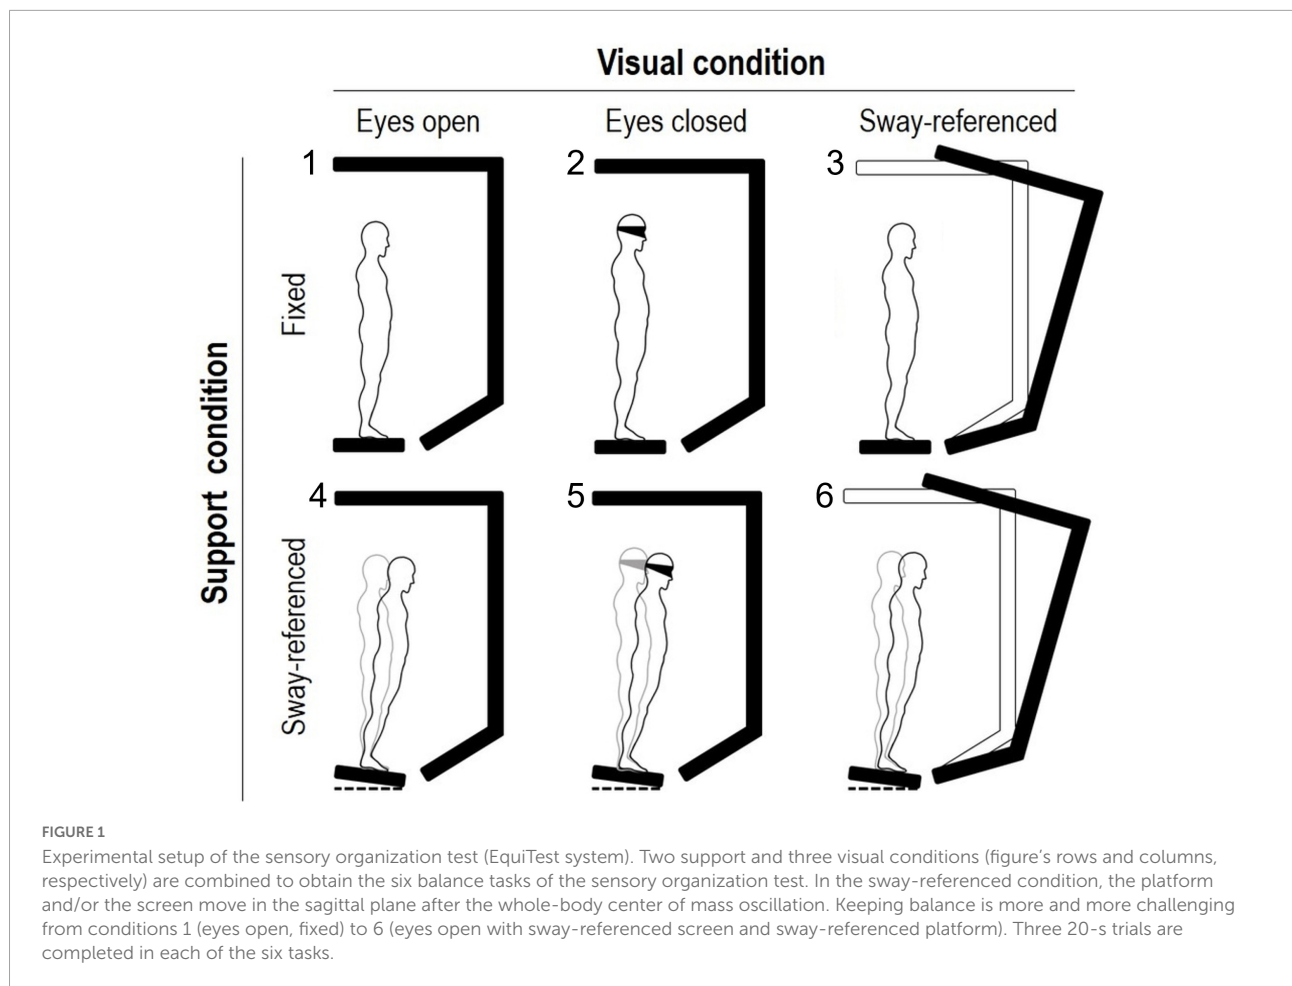 Visual condition
Eyes open
Eyes closed
Sway-referenced
1
2
3
Fixed
Support condition
4
5
6
Sway-referenced
FIGURE 1
Experimental setup of the sensory organization test (EquiTest system). Two support and three visual conditions (figure's rows and columns,
respectively) are combined to obtain the six balance tasks of the sensory organization test. In the sway-referenced condition, the platform
and/or the screen move in the sagittal plane after the whole-body center of mass oscillation. Keeping balance is more and more challenging
from conditions 1 (eyes open, fixed) to 6 (eyes open with sway-referenced screen and sway-referenced platform). Three 20-s trials are
completed in each of the six tasks.